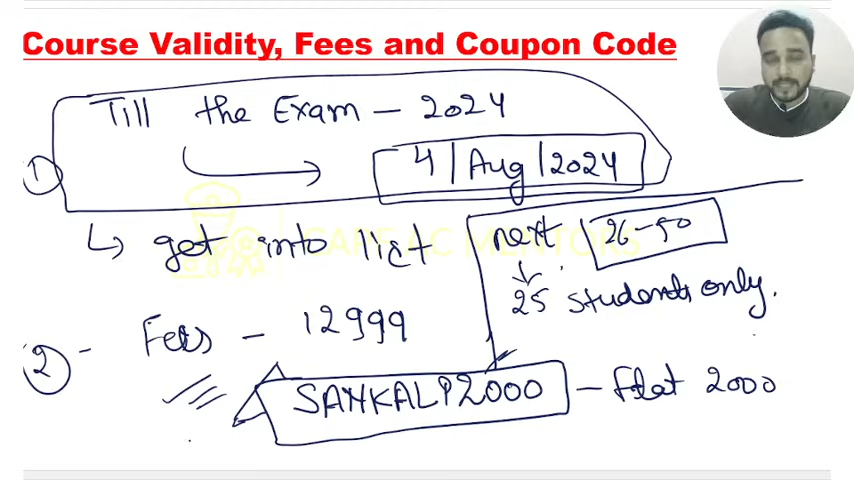 Course Validity, Fees and Coupon Code
Till the Exam - 2024
1
4 | Aug | 2024
get into list
next 26-50
25 students only.
2 - Fees - 12999
SANKALP2000 - Flat 2000